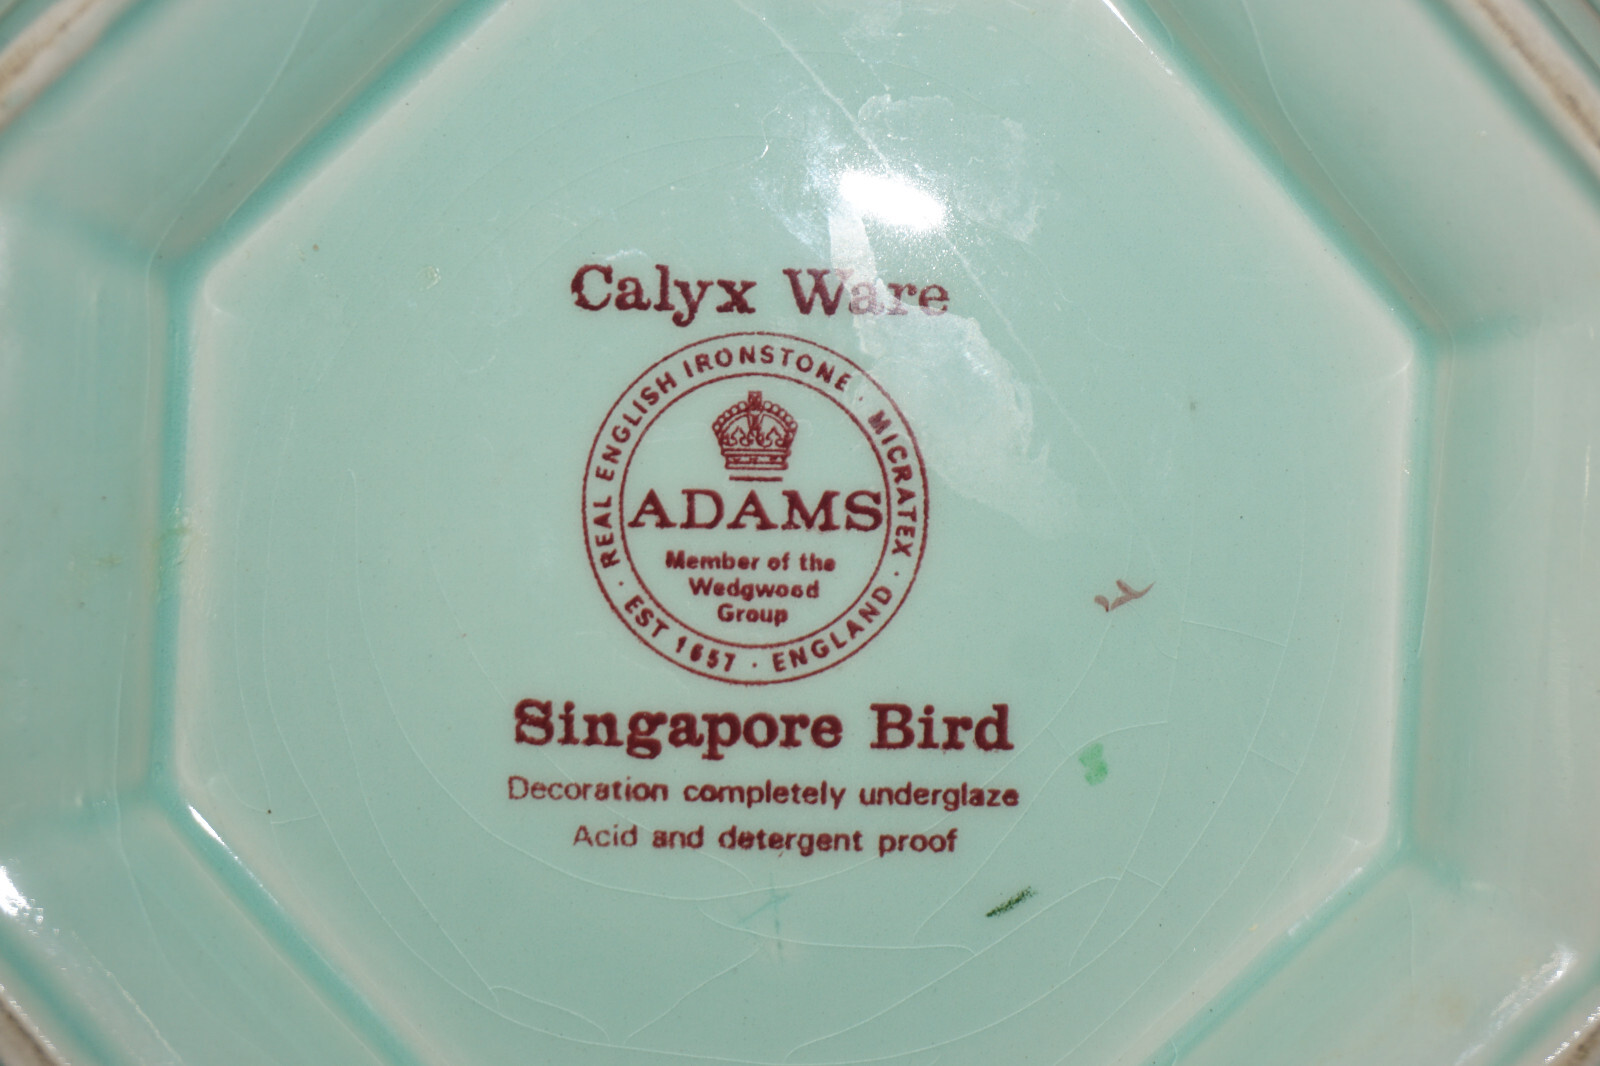 Calyx Ware
REAL ENGLISH IRONSTONE · MICRATEX ·
ADAMS
Member of the
Wedgwood
Group
EST 1657 · ENGLAND
Singapore Bird
Decoration completely underglaze
Acid and detergent proof